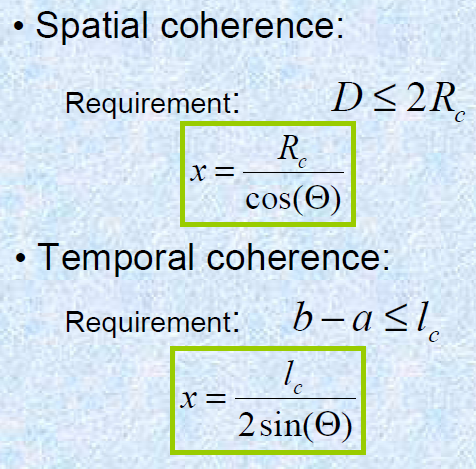 • Spatial coherence:
Requirement: D ≤ 2R_c
x = R_c / cos(Θ)
• Temporal coherence:
Requirement: b − a ≤ l_c
x = l_c / 2 sin(Θ)